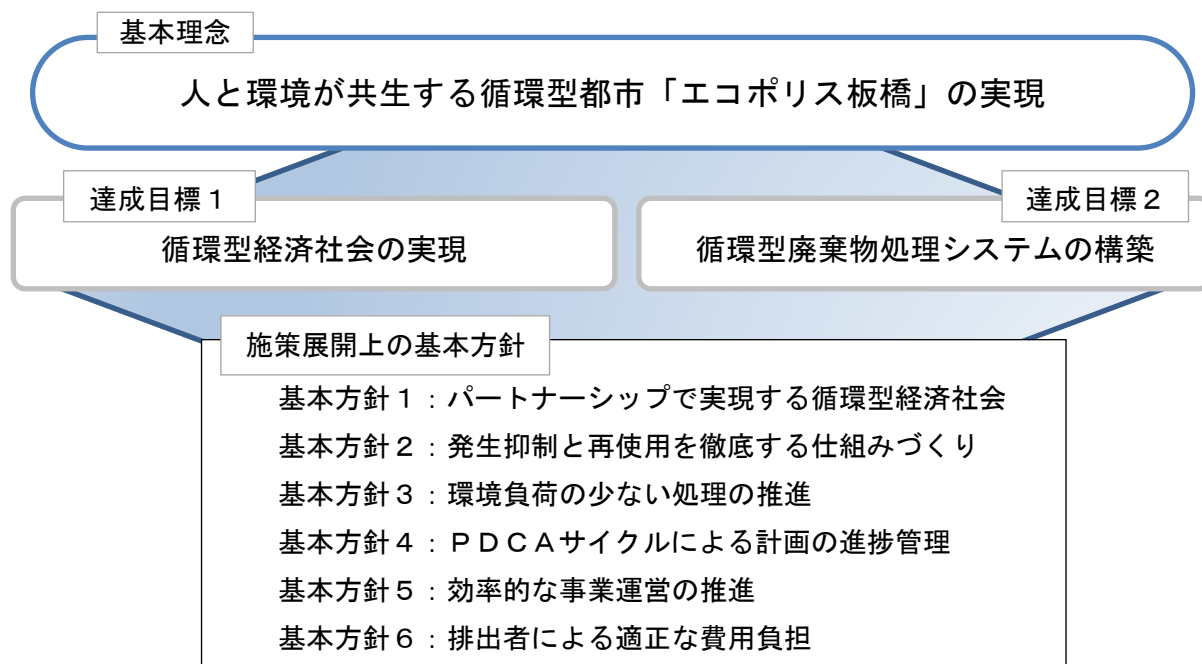 基本理念
人と環境が共生する循環型都市「エコポリス板橋」の実現
達成目標１
循環型経済社会の実現
達成目標２
循環型廃棄物処理システムの構築
施策展開上の基本方針
基本方針１：パートナーシップで実現する循環型経済社会
基本方針２：発生抑制と再使用を徹底する仕組みづくり
基本方針３：環境負荷の少ない処理の推進
基本方針４：ＰＤＣＡサイクルによる計画の進捗管理
基本方針５：効率的な事業運営の推進
基本方針６：排出者による適正な費用負担